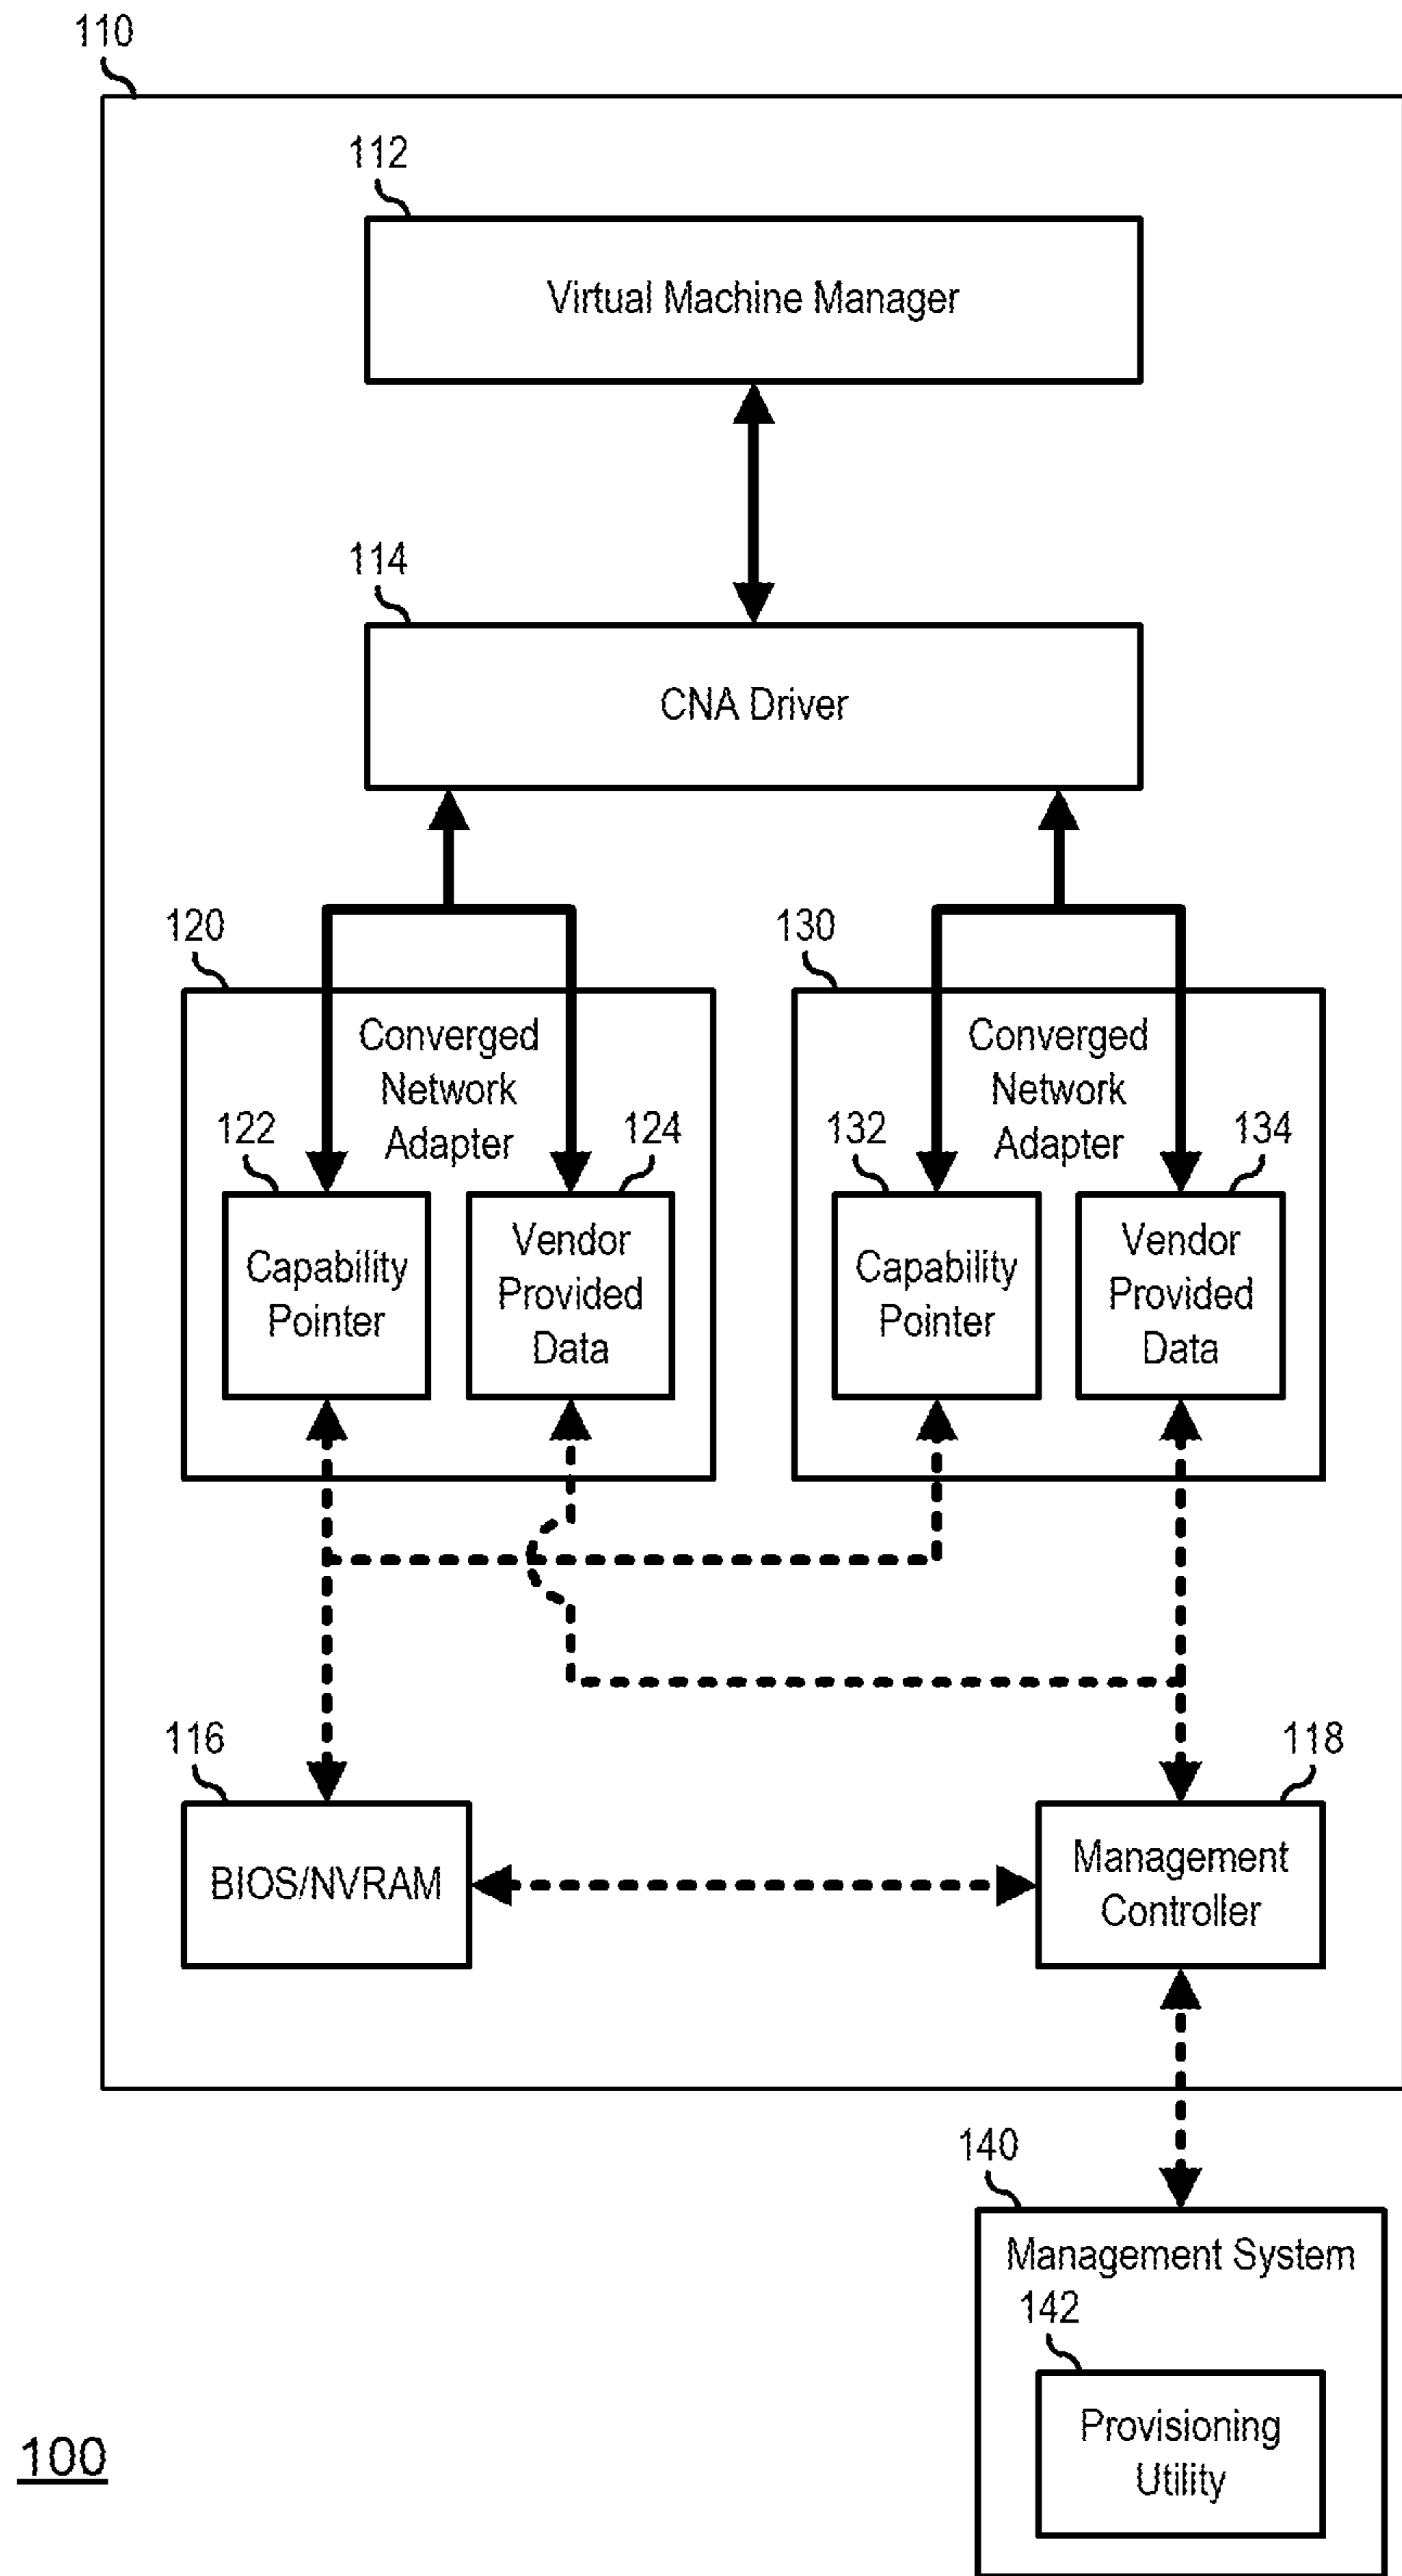 110
112
Virtual Machine Manager
114
CNA Driver
120
130
Converged
Network
Adapter
Converged
Network
Adapter
122
124
132
134
Capability
Pointer
Vendor
Provided
Data
Capability
Pointer
Vendor
Provided
Data
116
118
BIOS/NVRAM
Management
Controller
140
Management System
142
Provisioning
Utility
100